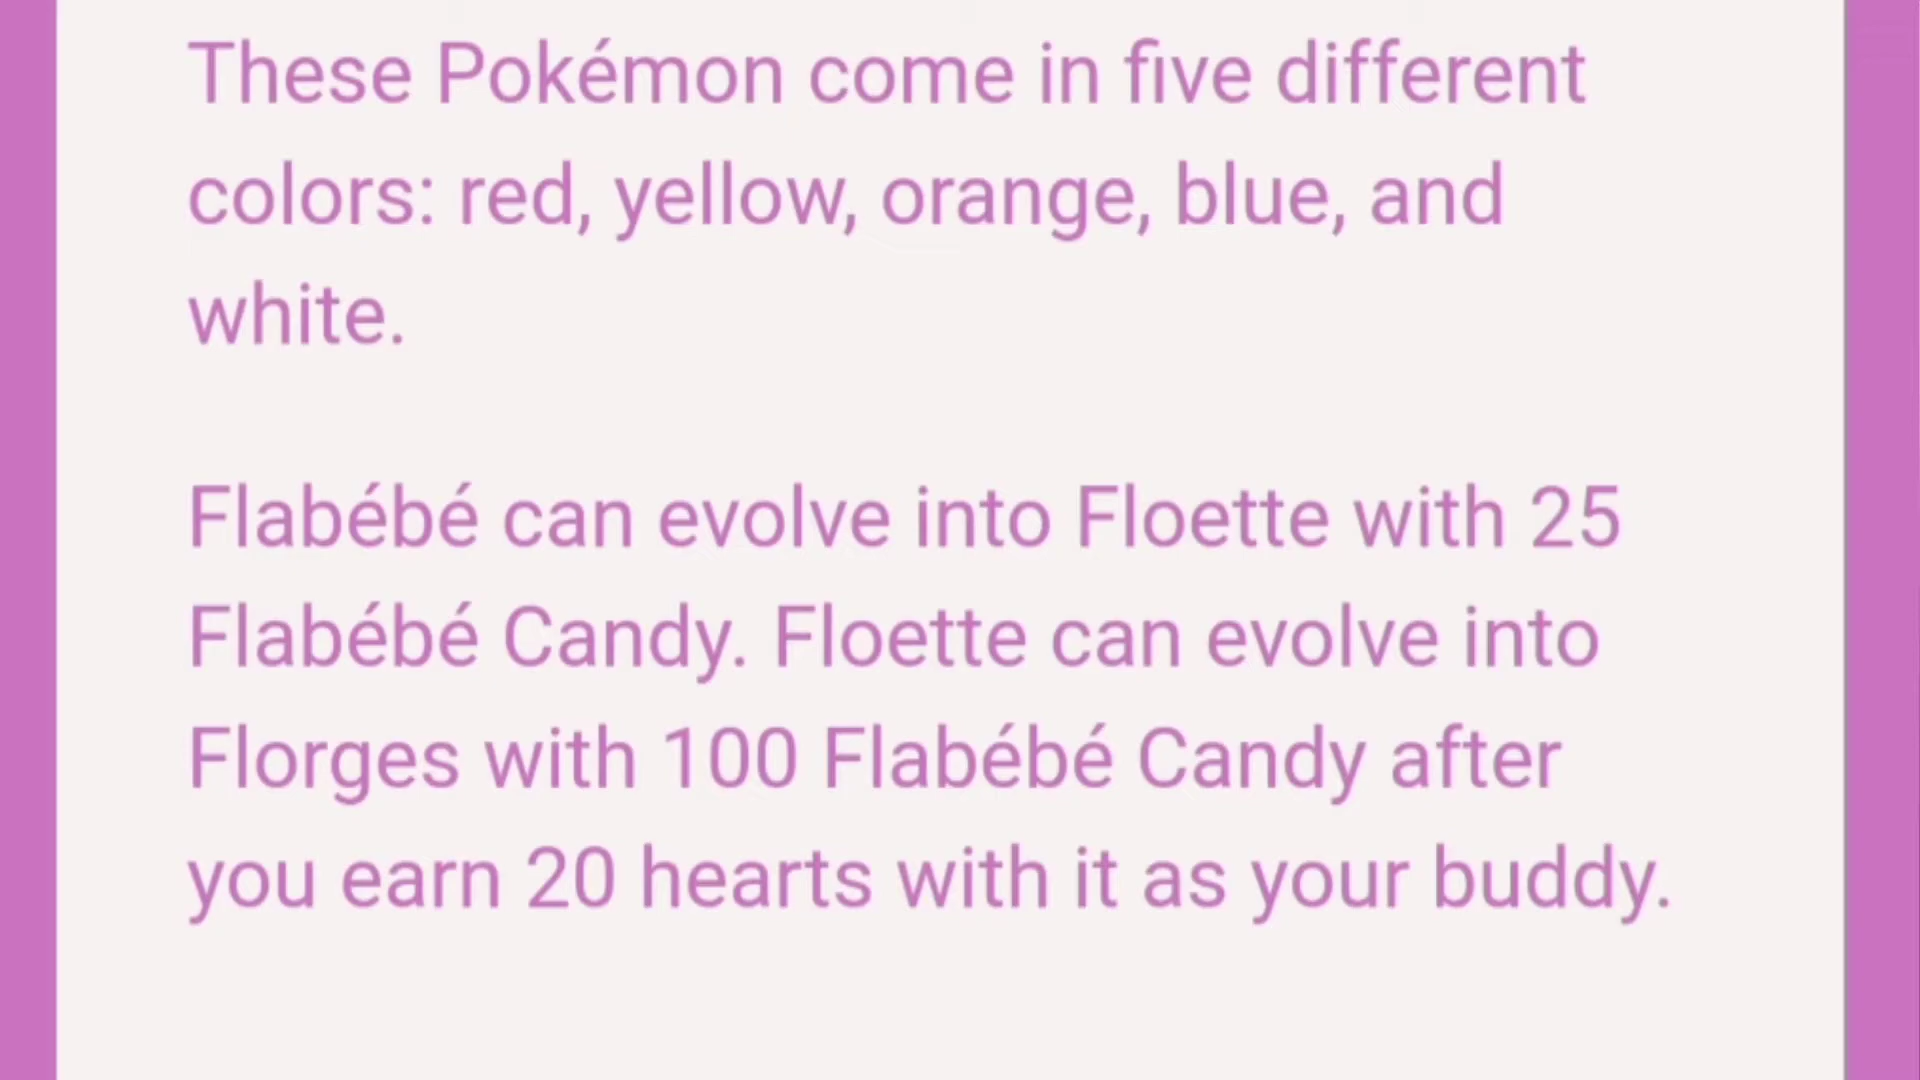 These Pokémon come in five different
colors: red, yellow, orange, blue, and
white.
Flabébé can evolve into Floette with 25
Flabébé Candy. Floette can evolve into
Florges with 100 Flabébé Candy after
you earn 20 hearts with it as your buddy.